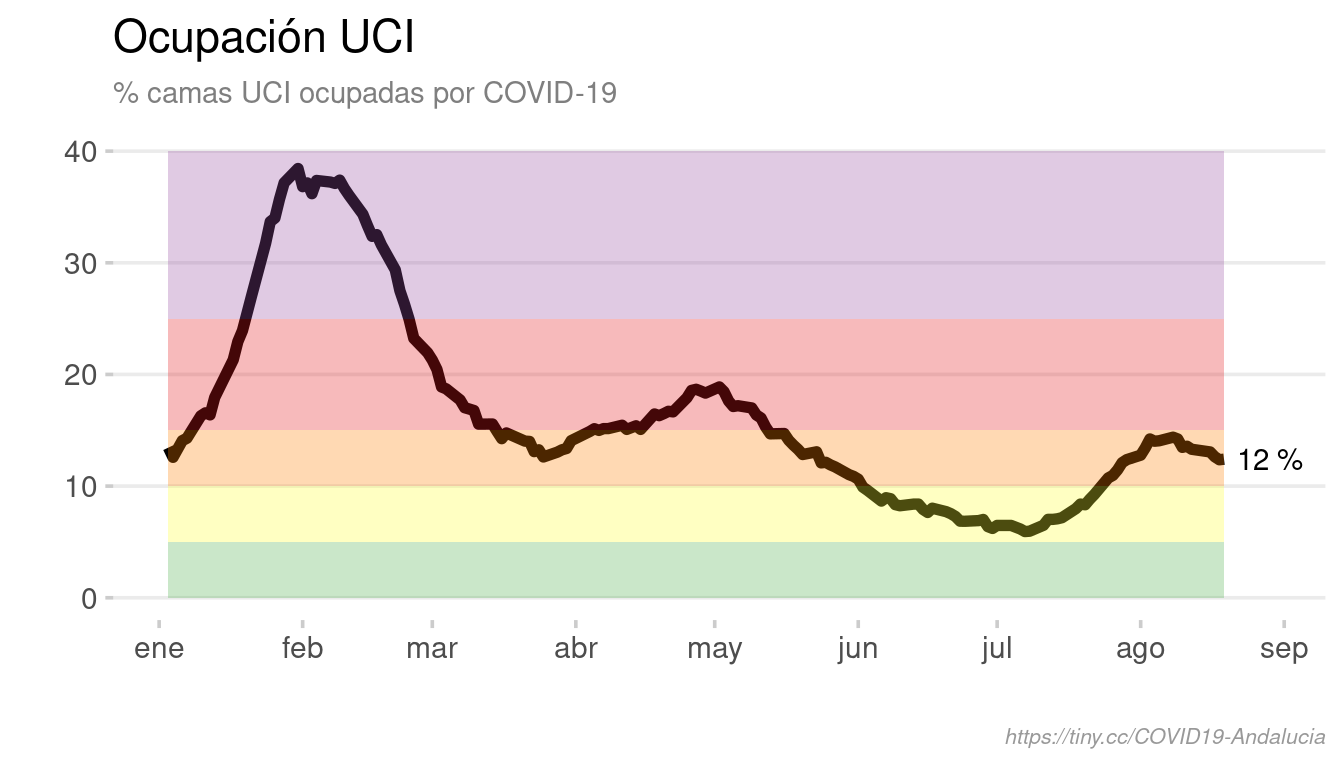 Ocupación UCI
% camas UCI ocupadas por COVID-19
40
30
20
10
0
12 %
ene feb mar abr may jun jul ago sep
https://tiny.cc/COVID19-Andalucia